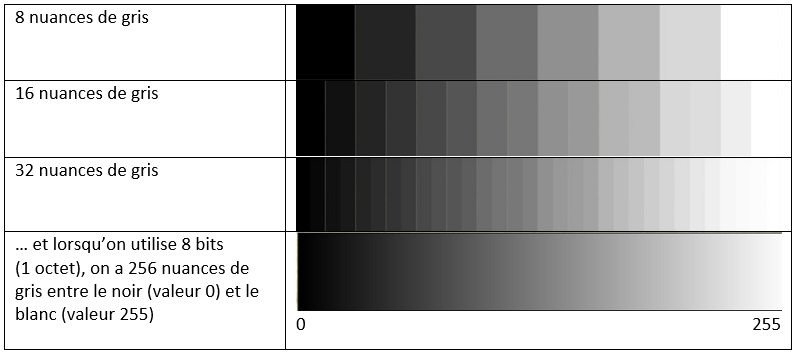 8 nuances de gris
16 nuances de gris
32 nuances de gris
… et lorsqu’on utilise 8 bits
(1 octet), on a 256 nuances de
gris entre le noir (valeur 0) et le
blanc (valeur 255)
0 255